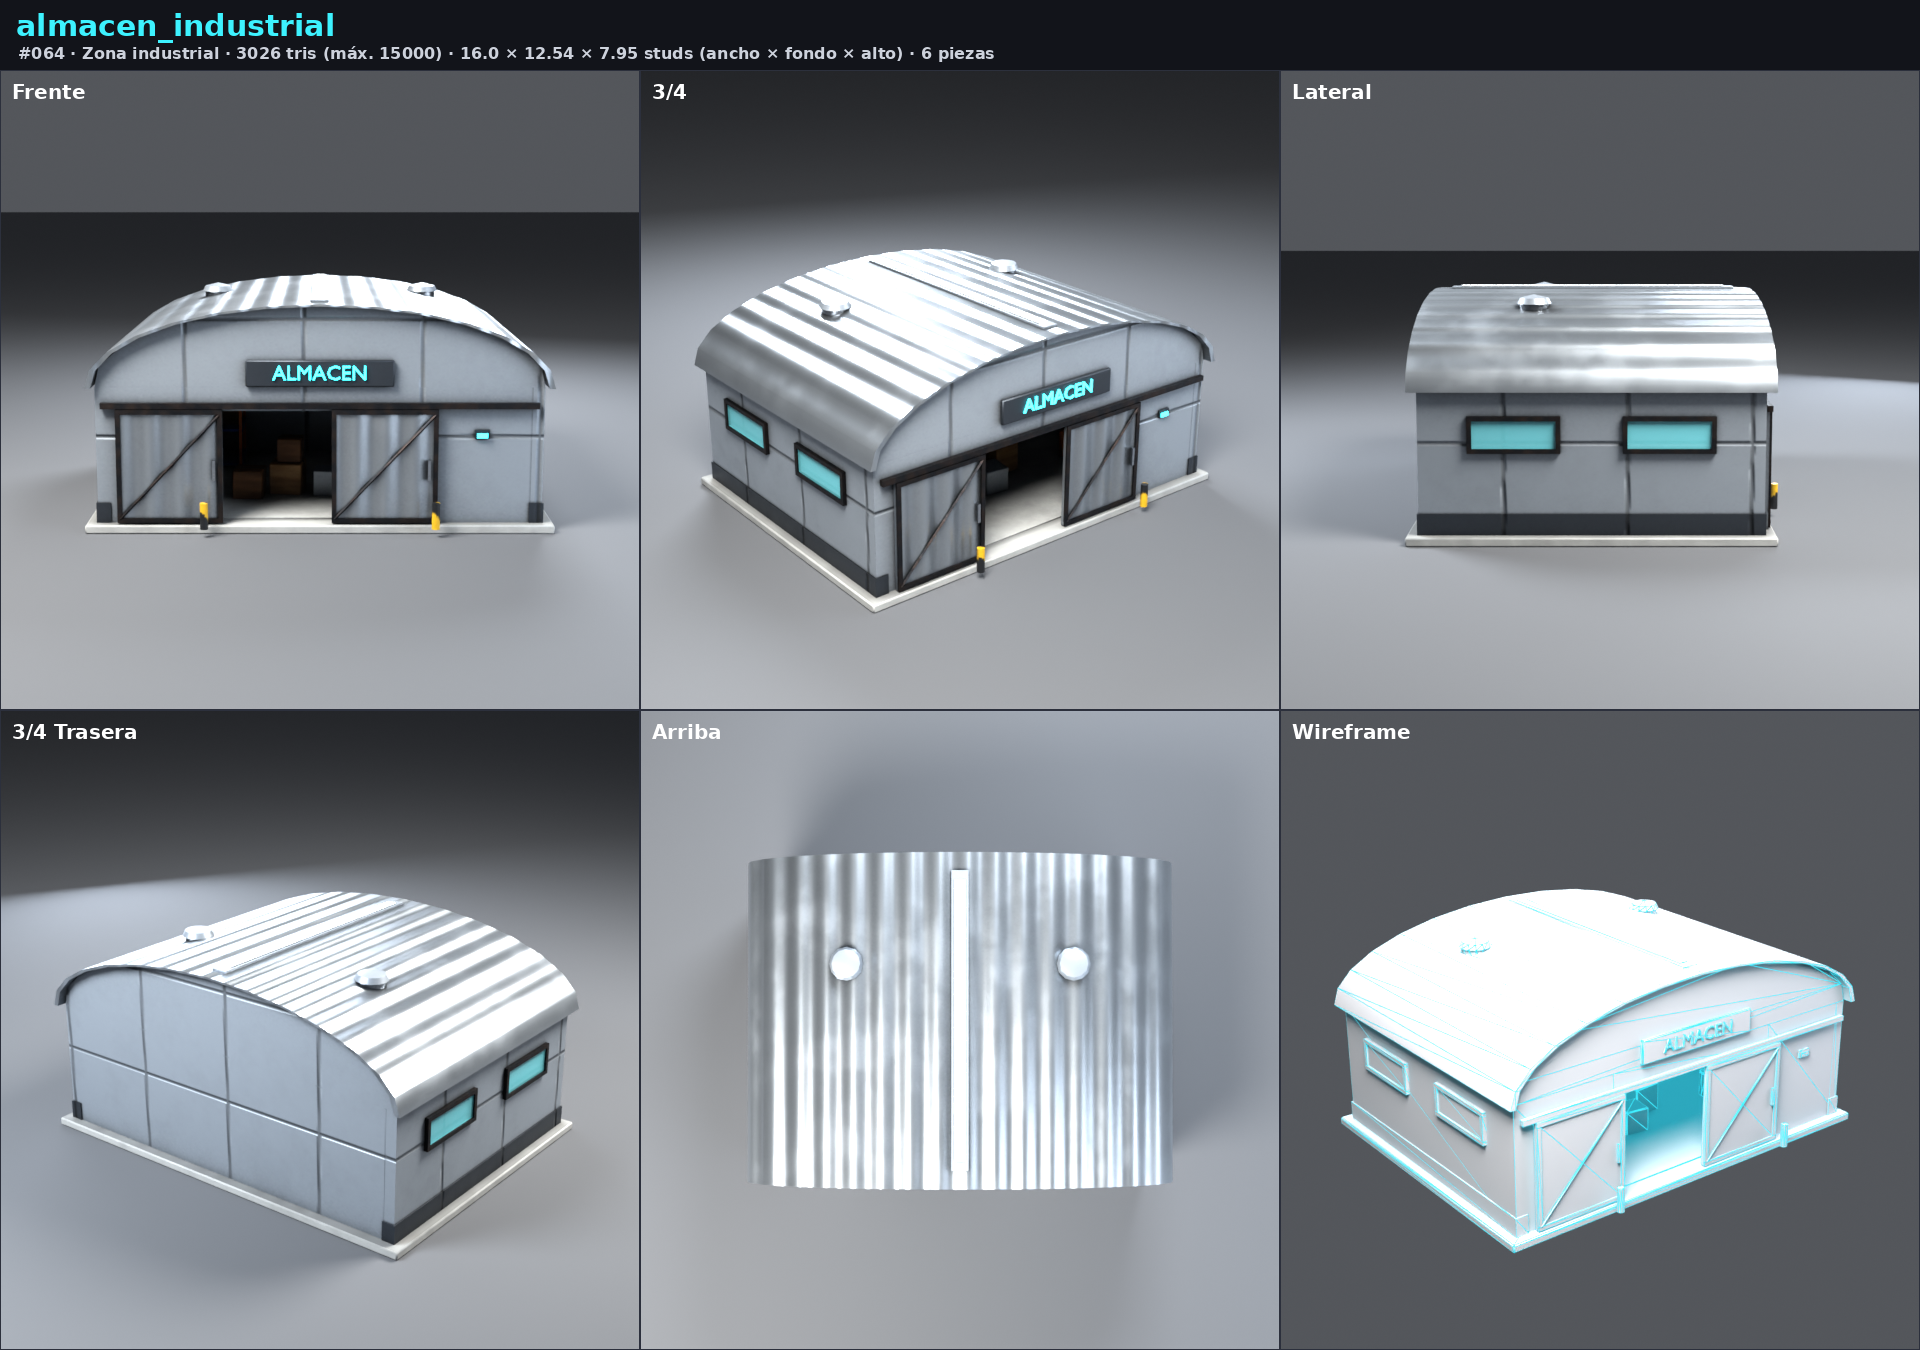 almacen_industrial
#064 · Zona industrial · 3026 tris (máx. 15000) · 16.0 × 12.54 × 7.95 studs (ancho × fondo × alto) · 6 piezas
Frente
3/4
Lateral
ALMACEN
ALMACEN
3/4 Trasera
Arriba
Wireframe
ALMACEN